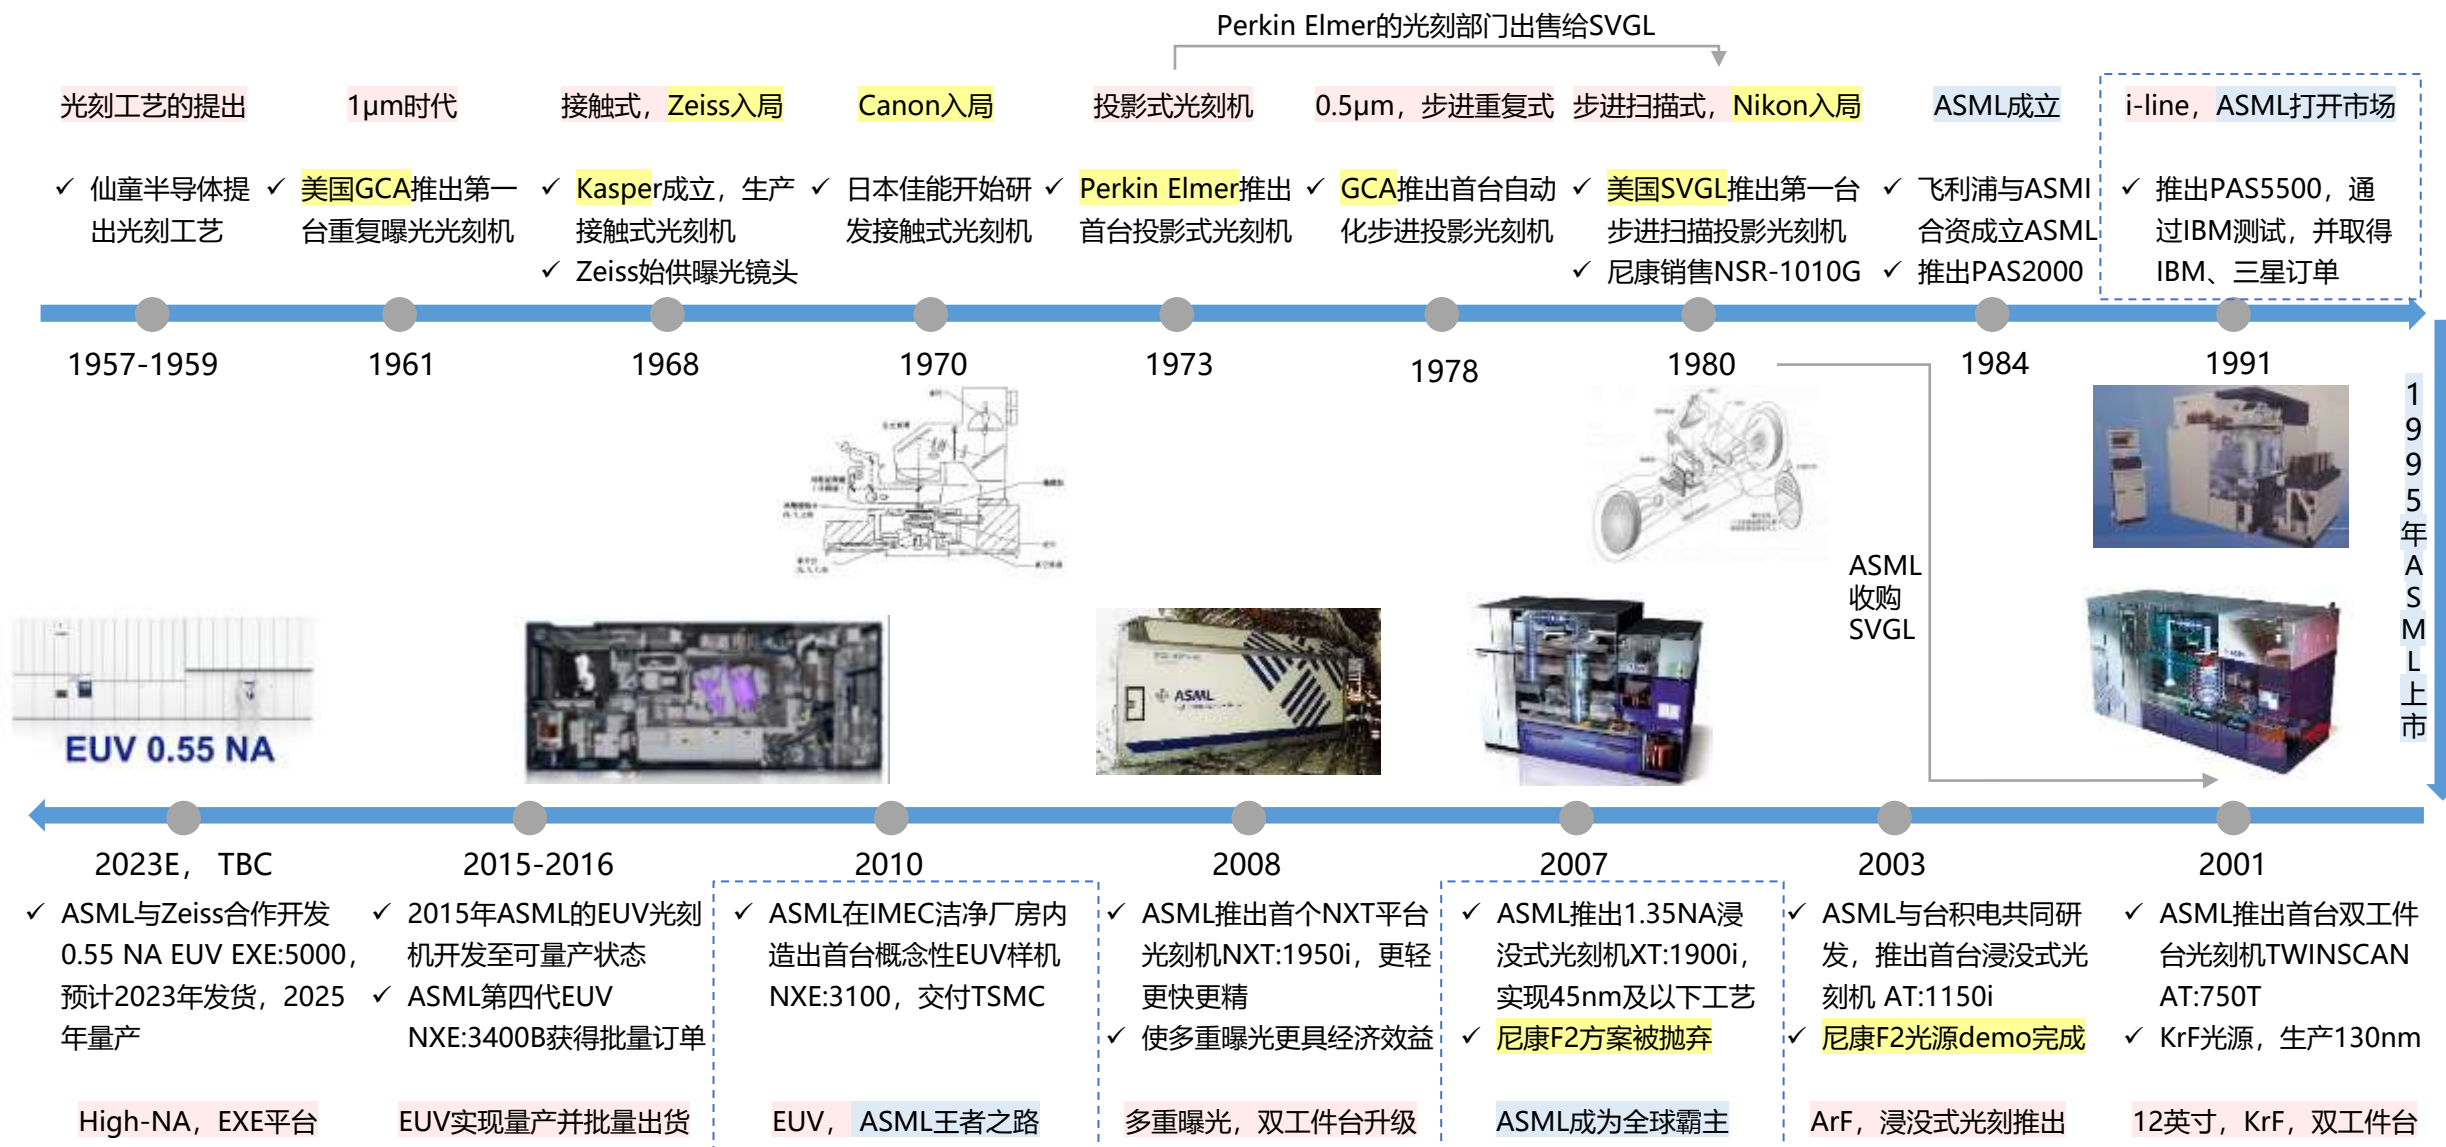 Perkin Elmer的光刻部门出售给SVGL
光刻工艺的提出
1μm时代
接触式，Zeiss入局
Canon入局
投影式光刻机
0.5μm，步进重复式
步进扫描式，Nikon入局
ASML成立
i-line，ASML打开市场
✓ 仙童半导体提
出光刻工艺
✓ 美国GCA推出第一
台重复曝光光刻机
✓ Kasper成立，生产
接触式光刻机
✓ Zeiss始供曝光镜头
✓ 日本佳能开始研
发接触式光刻机
✓ Perkin Elmer推出
首台投影式光刻机
✓ GCA推出首台自动
化步进投影光刻机
✓ 美国SVGL推出第一台
步进扫描投影光刻机
✓ 尼康销售NSR-1010G
✓ 飞利浦与ASMI
合资成立ASML
✓ 推出PAS2000
✓ 推出PAS5500，通
过IBM测试，并取得
IBM、三星订单
1957-1959
1961
1968
1970
1973
1978
1980
1984
1991
1995年ASML上市
ASML
收购
SVGL
EUV 0.55 NA
ASML
2023E， TBC
2015-2016
2010
2008
2007
2003
2001
✓ ASML与Zeiss合作开发
0.55 NA EUV EXE:5000，
预计2023年发货，2025
年量产
✓ 2015年ASML的EUV光刻
机开发至可量产状态
✓ ASML第四代EUV
NXE:3400B获得批量订单
✓ ASML在IMEC洁净厂房内
造出首台概念性EUV样机
NXE:3100，交付TSMC
✓ ASML推出首个NXT平台
光刻机NXT:1950i，更轻
更快更精
✓ 使多重曝光更具经济效益
✓ ASML推出1.35NA浸
没式光刻机XT:1900i，
实现45nm及以下工艺
✓ 尼康F2方案被抛弃
✓ ASML与台积电共同研
发，推出首台浸没式光
刻机 AT:1150i
✓ 尼康F2光源demo完成
✓ ASML推出首台双工件
台光刻机TWINSCAN
AT:750T
✓ KrF光源，生产130nm
High-NA，EXE平台
EUV实现量产并批量出货
EUV，ASML王者之路
多重曝光，双工件台升级
ASML成为全球霸主
ArF，浸没式光刻推出
12英寸，KrF，双工件台